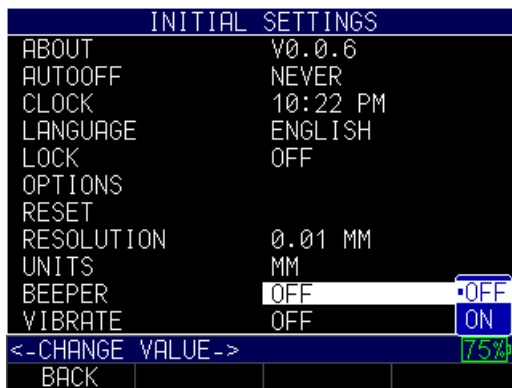 INITIAL SETTINGS
ABOUT V0.0.6
AUTOOFF NEVER
CLOCK 10:22 PM
LANGUAGE ENGLISH
LOCK OFF
OPTIONS
RESET
RESOLUTION 0.01 MM
UNITS MM
BEEPER OFF OFF
VIBRATE OFF ON
<-CHANGE VALUE-> 75%
BACK